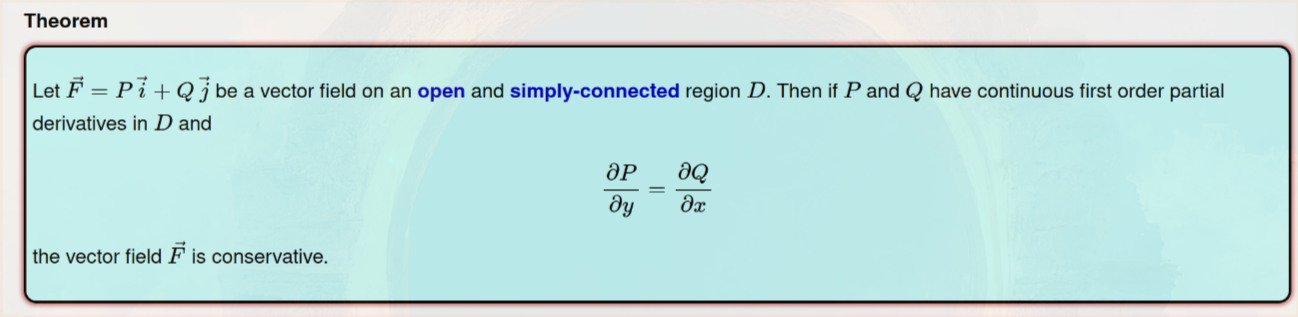 Theorem
Let $\vec{F} = P\,\vec{i} + Q\,\vec{j}$ be a vector field on an open and simply-connected region $D$. Then if $P$ and $Q$ have continuous first order partial
derivatives in $D$ and
$\frac{\partial P}{\partial y} = \frac{\partial Q}{\partial x}$
the vector field $\vec{F}$ is conservative.